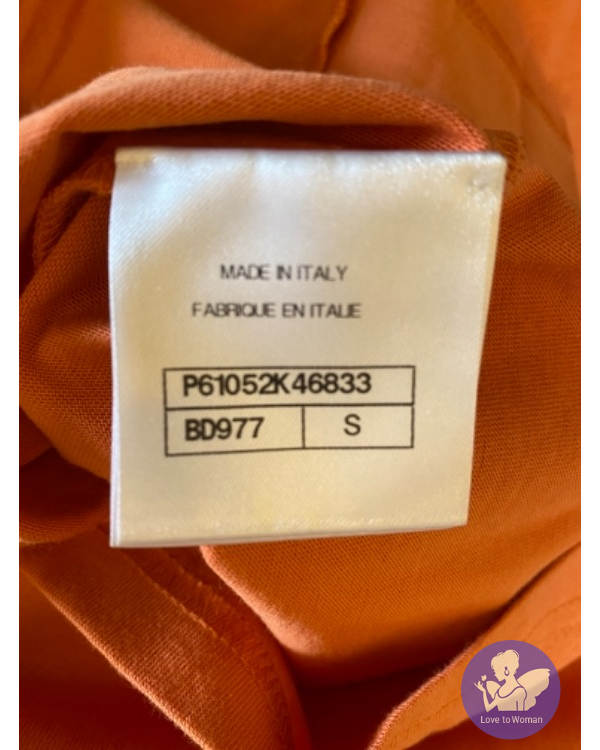 MADE IN ITALY
FABRIQUE EN ITALIE
P61052K46833
BD977 S
Love to Woman